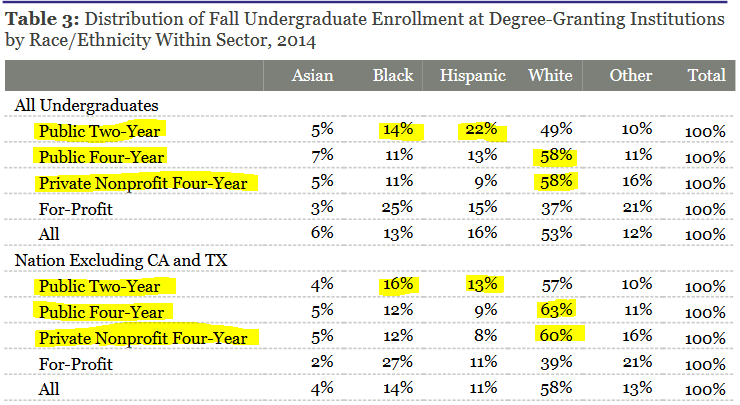 Table 3: Distribution of Fall Undergraduate Enrollment at Degree-Granting Institutions
by Race/Ethnicity Within Sector, 2014
Asian Black Hispanic White Other Total
All Undergraduates
Public Two-Year 5% 14% 22% 49% 10% 100%
Public Four-Year 7% 11% 13% 58% 11% 100%
Private Nonprofit Four-Year 5% 11% 9% 58% 16% 100%
For-Profit 3% 25% 15% 37% 21% 100%
All 6% 13% 16% 53% 12% 100%
Nation Excluding CA and TX
Public Two-Year 4% 16% 13% 57% 10% 100%
Public Four-Year 5% 12% 9% 63% 11% 100%
Private Nonprofit Four-Year 5% 12% 8% 60% 16% 100%
For-Profit 2% 27% 11% 39% 21% 100%
All 4% 14% 11% 58% 13% 100%